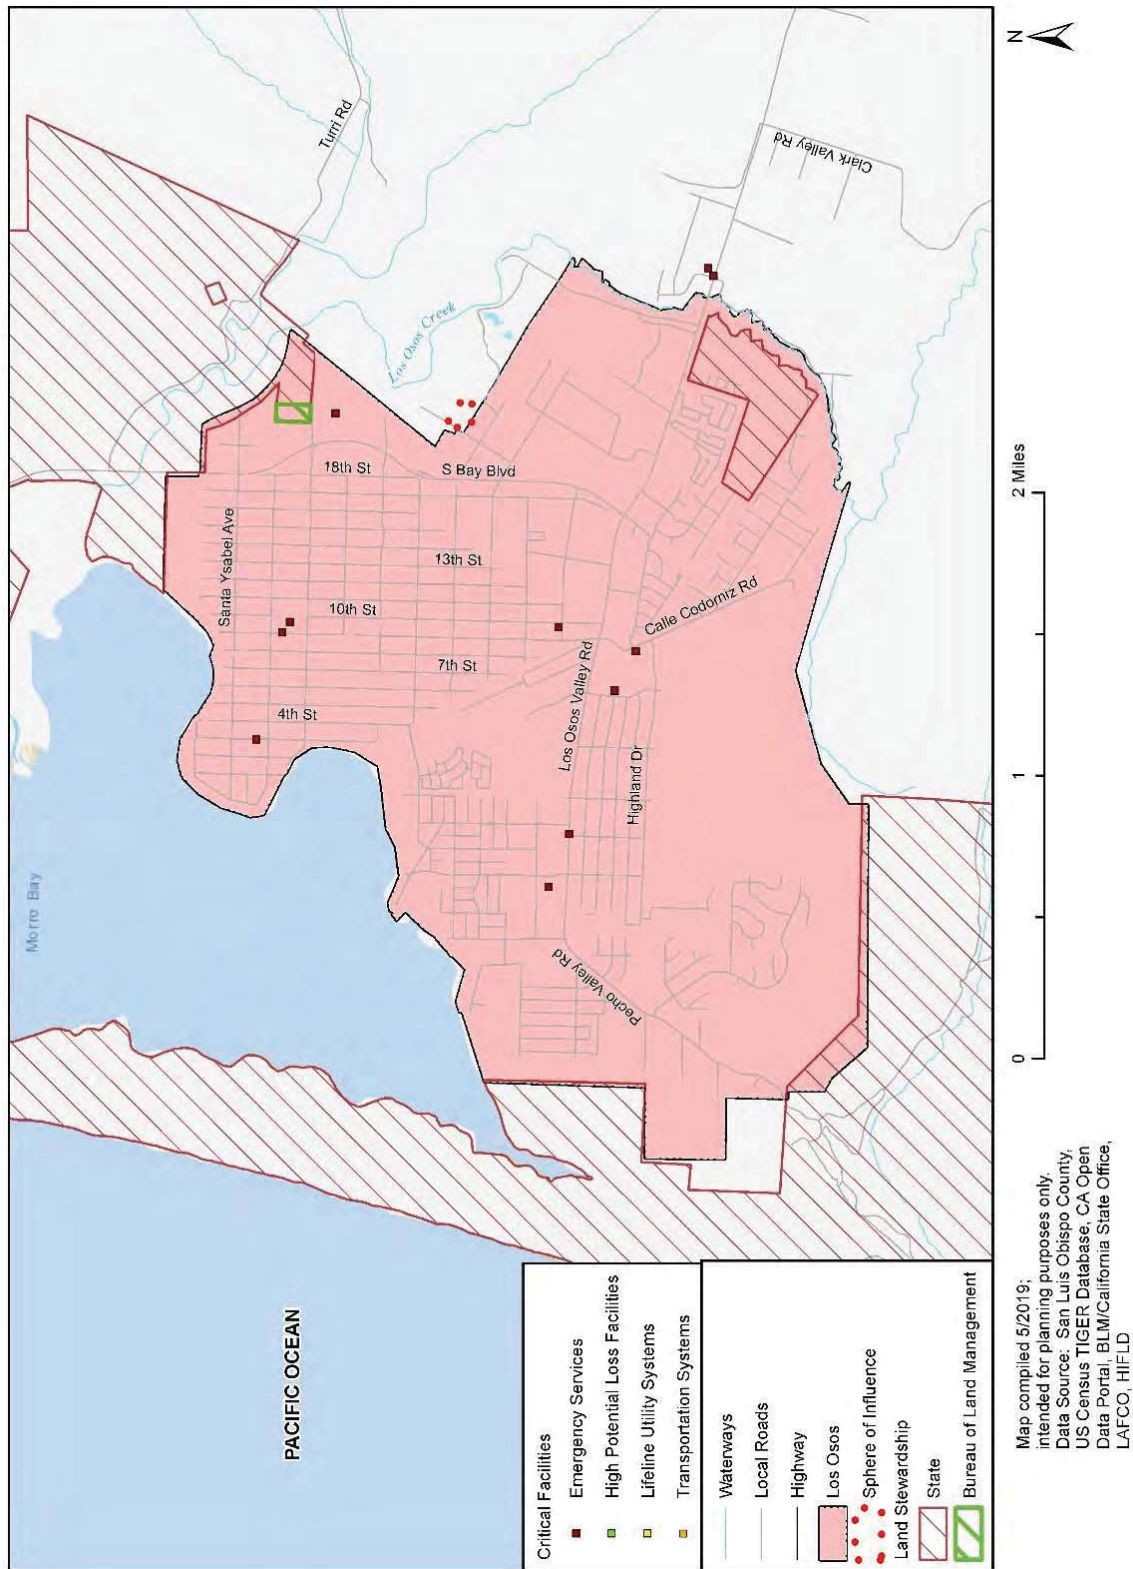 N
Morro Bay
PACIFIC OCEAN
Turri Rd
Los Osos Creek
Clark Valley Rd
Santa Ysabel Ave
18th St
S Bay Blvd
13th St
10th St
7th St
4th St
Calle Codorniz Rd
Los Osos Valley Rd
Highland Dr
Pecho Valley Rd
Critical Facilities
Emergency Services
High Potential Loss Facilities
Lifeline Utility Systems
Transportation Systems
Waterways
Local Roads
Highway
Los Osos
Sphere of Influence
Land Stewardship
State
Bureau of Land Management
0 1 2 Miles
Map compiled 5/2019;
intended for planning purposes only.
Data Source: San Luis Obispo County,
US Census TIGER Database, CA Open
Data Portal, BLM/California State Office,
LAFCO, HIFLD